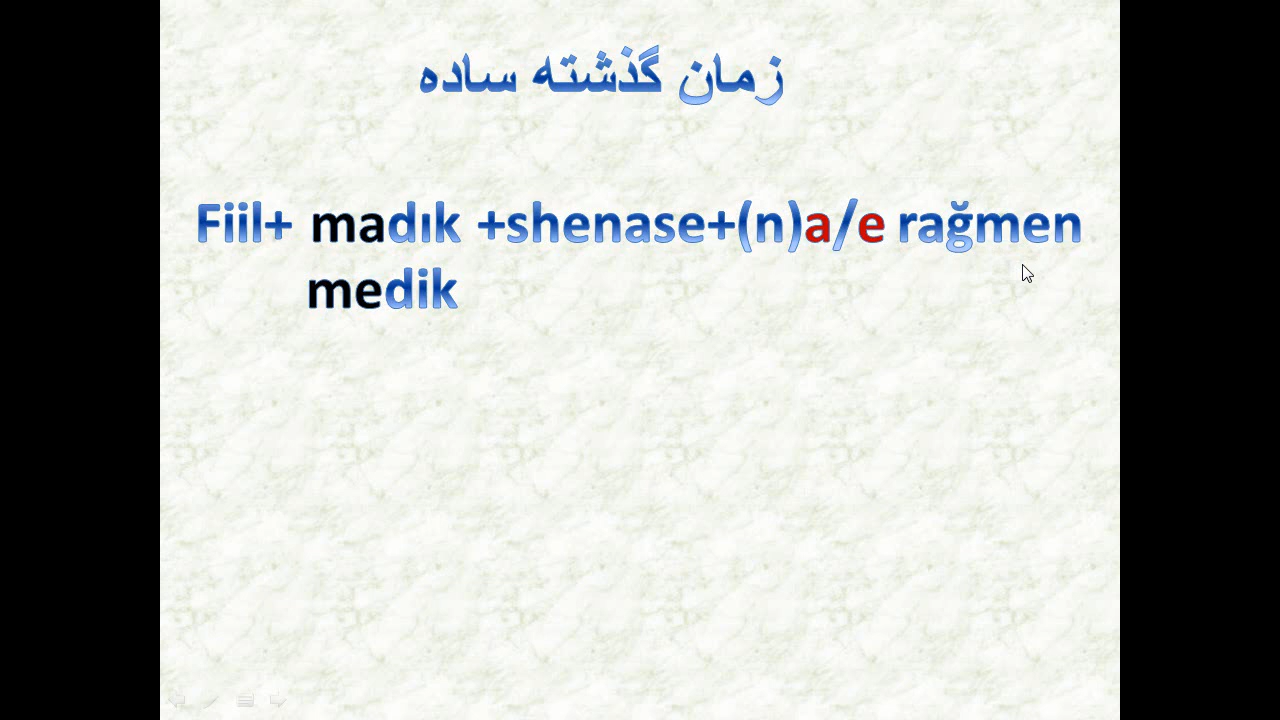 زمان گذشته ساده
Fiil+ madık +shenase+(n)a/e rağmen
medik